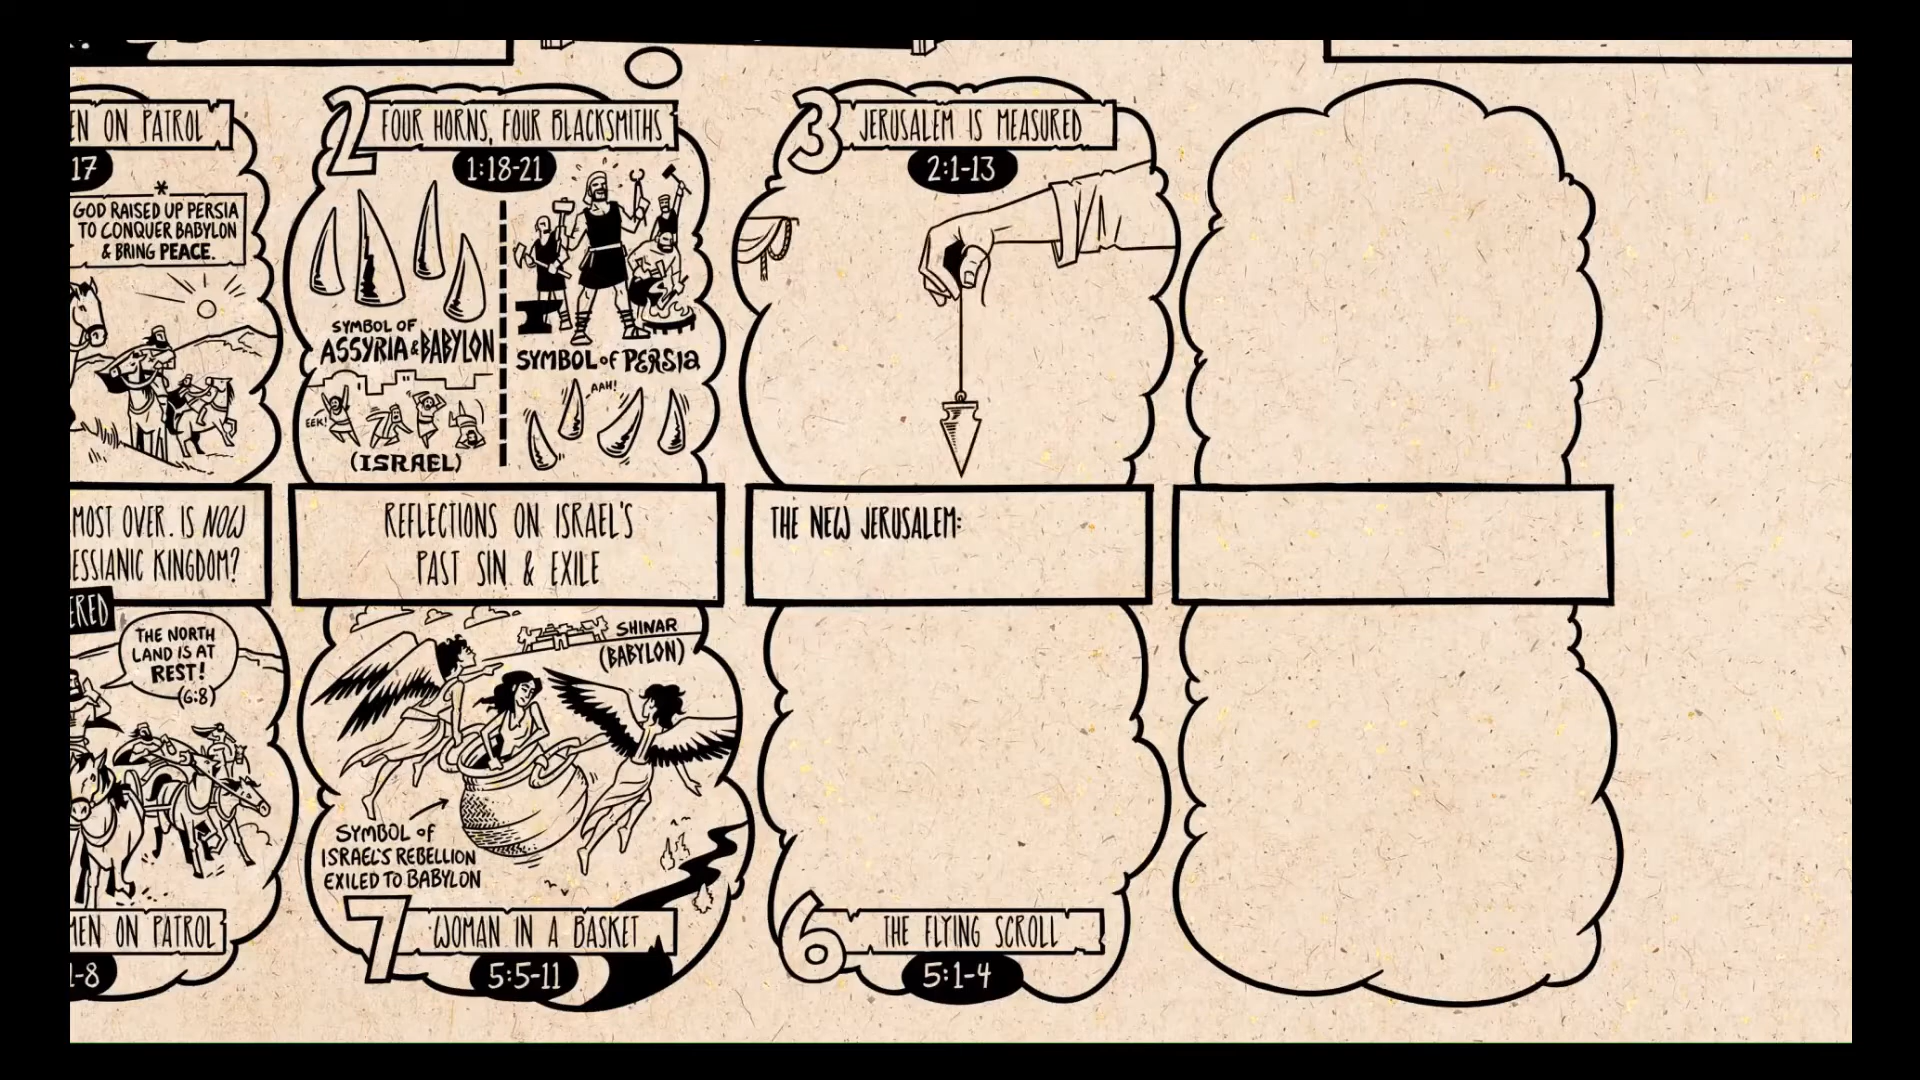 EN ON PATROL
17
*
GOD RAISED UP PERSIA
TO CONQUER BABYLON
& BRING PEACE.
2
FOUR HORNS, FOUR BLACKSMITHS
1:18-21
SYMBOL OF
ASSYRIA & BABYLON
EEK!
(ISRAEL)
SYMBOL OF PERSIA
AAH!
3
JERUSALEM IS MEASURED
2:1-13
MOST OVER. IS NOW
ESSIANIC KINGDOM?
REFLECTIONS ON ISRAEL'S
PAST SIN & EXILE
THE NEW JERUSALEM:
ERED
THE NORTH
LAND IS AT
REST!
(6:8)
MEN ON PATROL
1-8
SHINAR
(BABYLON)
SYMBOL OF
ISRAEL'S REBELLION
EXILED TO BABYLON
7
WOMAN IN A BASKET
5:5-11
6
THE FLYING SCROLL
5:1-4